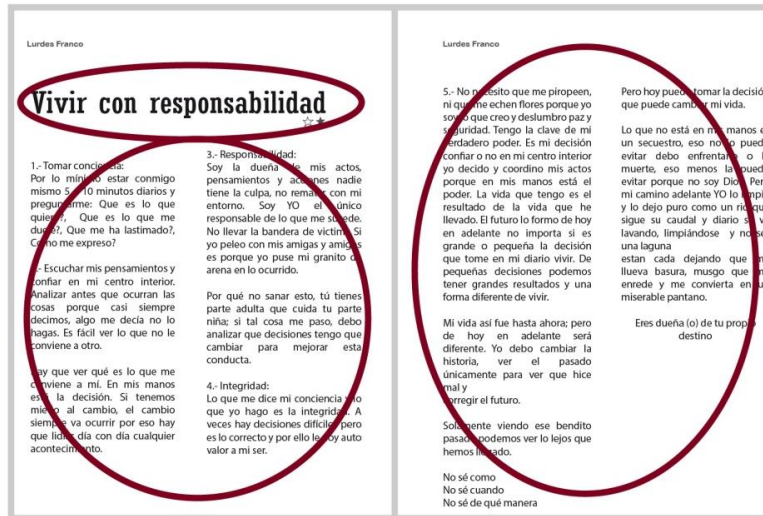 Lurdes Franco
Vivir con responsabilidad
1.- Tomar conciencia:
Por lo mínimo estar conmigo
mismo 5 10 minutos diarios y
preguntarme: Que es lo que
quiero?, Que es lo que me
duele?, Que me ha lastimado?,
Como me expreso?
2.- Escuchar mis pensamientos y
confiar en mi centro interior.
Analizar antes que ocurran las
cosas porque casi siempre
decimos, algo me decía no lo
hagas. Es fácil ver lo que no le
conviene a otro.
Hay que ver qué es lo que me
conviene a mí. En mis manos
está la decisión. Si tenemos
miedo al cambio, el cambio
siempre va ocurrir por eso hay
que lidiar día con día cualquier
acontecimiento.
3.- Responsabilidad:
Soy la dueña de mis actos,
pensamientos y acciones nadie
tiene la culpa, no rematar con mi
entorno. Soy YO el único
responsable de lo que me sucede.
No llevar la bandera de victima. Si
yo peleo con mis amigas y amigos
es porque yo puse mi granito de
arena en lo ocurrido.
Por qué no sanar esto, tú tienes
parte adulta que cuida tu parte
niña; si tal cosa me paso, debo
analizar que decisiones tengo que
cambiar para mejorar esta
conducta.
4.- Integridad:
Lo que me dice mi conciencia y lo
que yo hago es la integridad. A
veces hay decisiones difíciles pero
es lo correcto y por ello le doy auto
valor a mi ser.
Lurdes Franco
5.- No necesito que me piropeen,
ni que me echen flores porque yo
soy lo que creo y deslumbro paz y
seguridad. Tengo la clave de mi
verdadero poder. Es mi decisión
confiar o no en mi centro interior
yo decido y coordino mis actos
porque en mis manos está el
poder. La vida que tengo es el
resultado de la vida que he
llevado. El futuro lo formo de hoy
en adelante no importa si es
grande o pequeña la decisión
que tome en mi diario vivir. De
pequeñas decisiones podemos
tener grandes resultados y una
forma diferente de vivir.
Mi vida así fue hasta ahora; pero
de hoy en adelante será
diferente. Yo debo cambiar la
historia, ver el pasado
únicamente para ver que hice
mal y
corregir el futuro.
Solamente viendo ese bendito
pasado podemos ver lo lejos que
hemos llegado.
No sé como
No sé cuando
No sé de qué manera
Pero hoy puedo tomar la decisió
que puede cambiar mi vida.
Lo que no está en mis manos e
un secuestro, eso no lo pued
evitar debo enfrentarlo o l
muerte, eso menos la pued
evitar porque no soy Dios. Per
mi camino adelante YO lo limpi
y lo dejo puro como un río qu
sigue su caudal y diario se v
lavando, limpiándose y no se
una laguna
estan cada dejando que m
llueva basura, musgo que m
enrede y me convierta en u
miserable pantano.
Eres dueña (o) de tu propio
destino